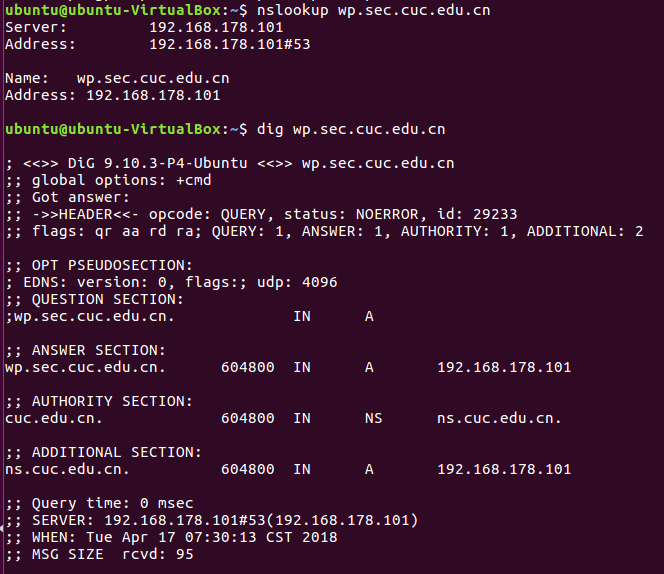 ubuntu@ubuntu-VirtualBox:~$ nslookup wp.sec.cuc.edu.cn
Server:         192.168.178.101
Address:        192.168.178.101#53

Name:   wp.sec.cuc.edu.cn
Address: 192.168.178.101

ubuntu@ubuntu-VirtualBox:~$ dig wp.sec.cuc.edu.cn

; <<>> DiG 9.10.3-P4-Ubuntu <<>> wp.sec.cuc.edu.cn
;; global options: +cmd
;; Got answer:
;; ->>HEADER<<- opcode: QUERY, status: NOERROR, id: 29233
;; flags: qr aa rd ra; QUERY: 1, ANSWER: 1, AUTHORITY: 1, ADDITIONAL: 2

;; OPT PSEUDOSECTION:
; EDNS: version: 0, flags:; udp: 4096
;; QUESTION SECTION:
;wp.sec.cuc.edu.cn.             IN      A

;; ANSWER SECTION:
wp.sec.cuc.edu.cn.      604800  IN      A       192.168.178.101

;; AUTHORITY SECTION:
cuc.edu.cn.             604800  IN      NS      ns.cuc.edu.cn.

;; ADDITIONAL SECTION:
ns.cuc.edu.cn.          604800  IN      A       192.168.178.101

;; Query time: 0 msec
;; SERVER: 192.168.178.101#53(192.168.178.101)
;; WHEN: Tue Apr 17 07:30:13 CST 2018
;; MSG SIZE  rcvd: 95